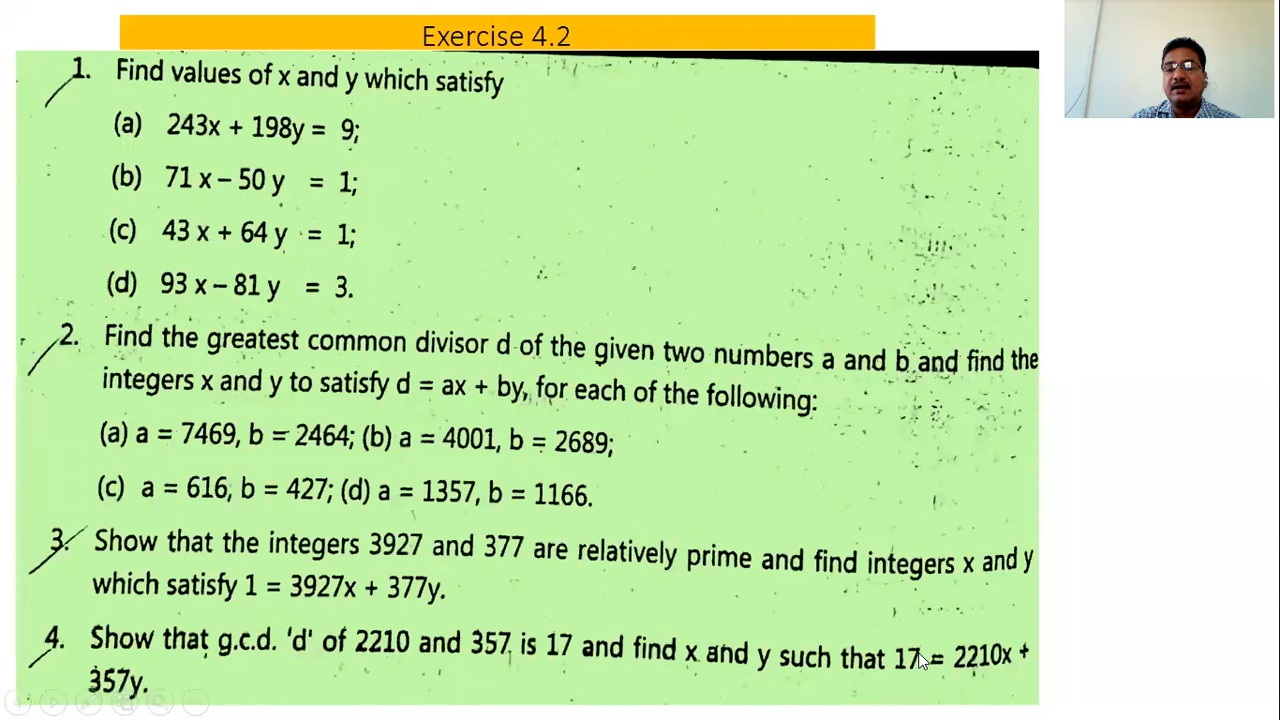 Exercise 4.2
1. Find values of x and y which satisfy
(a) 243x + 198y = 9;
(b) 71 x – 50 y = 1;
(c) 43 x + 64 y = 1;
(d) 93 x – 81 y = 3.
2. Find the greatest common divisor d of the given two numbers a and b and find the
integers x and y to satisfy d = ax + by, for each of the following:
(a) a = 7469, b = 2464; (b) a = 4001, b = 2689;
(c) a = 616, b = 427; (d) a = 1357, b = 1166.
3. Show that the integers 3927 and 377 are relatively prime and find integers x and y
which satisfy 1 = 3927x + 377y.
4. Show that g.c.d. 'd' of 2210 and 357 is 17 and find x and y such that 17 = 2210x +
357y.